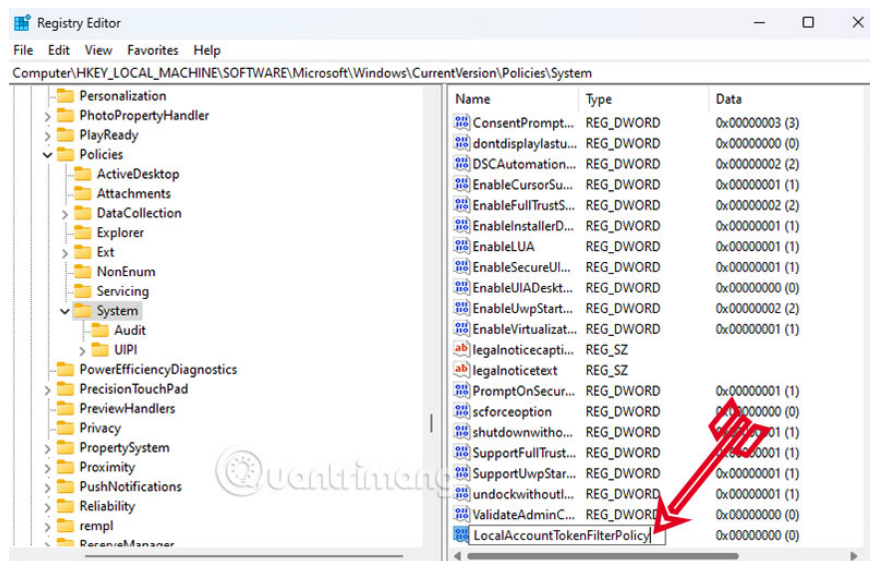 Registry Editor
File Edit View Favorites Help
Computer\HKEY_LOCAL_MACHINE\SOFTWARE\Microsoft\Windows\CurrentVersion\Policies\System
Personalization
PhotoPropertyHandler
PlayReady
Policies
ActiveDesktop
Attachments
DataCollection
Explorer
Ext
NonEnum
Servicing
System
Audit
UIPI
PowerEfficiencyDiagnostics
PrecisionTouchPad
PreviewHandlers
Privacy
PropertySystem
Proximity
PushNotifications
Reliability
rempl
ReserveManager
Name Type Data
ConsentPrompt... REG_DWORD 0x00000003 (3)
dontdisplaylastu... REG_DWORD 0x00000000 (0)
DSCAutomation... REG_DWORD 0x00000002 (2)
EnableCursorSu... REG_DWORD 0x00000001 (1)
EnableFullTrustS... REG_DWORD 0x00000002 (2)
EnableInstallerD... REG_DWORD 0x00000001 (1)
EnableLUA REG_DWORD 0x00000001 (1)
EnableSecureUI... REG_DWORD 0x00000001 (1)
EnableUIADeskt... REG_DWORD 0x00000000 (0)
EnableUwpStart... REG_DWORD 0x00000002 (2)
EnableVirtualizat... REG_DWORD 0x00000001 (1)
legalnoticecapti... REG_SZ
legalnoticetext REG_SZ
PromptOnSecur... REG_DWORD 0x00000001 (1)
scforceoption REG_DWORD 0x00000000 (0)
shutdownwitho... REG_DWORD 0x00000001 (1)
SupportFullTrust... REG_DWORD 0x00000001 (1)
SupportUwpStar... REG_DWORD 0x00000001 (1)
undockwithoutl... REG_DWORD 0x00000001 (1)
ValidateAdminC... REG_DWORD 0x00000000 (0)
LocalAccountTokenFilterPolicy 0x00000000 (0)
Quantrimang